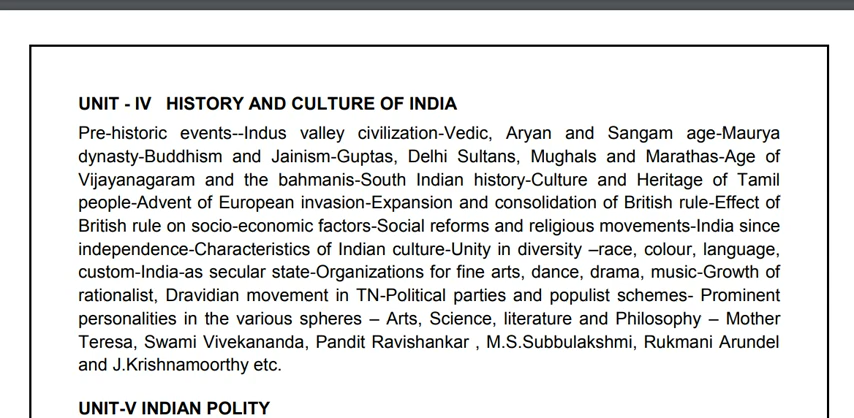 UNIT - IV HISTORY AND CULTURE OF INDIA
Pre-historic events--Indus valley civilization-Vedic, Aryan and Sangam age-Maurya
dynasty-Buddhism and Jainism-Guptas, Delhi Sultans, Mughals and Marathas-Age of
Vijayanagaram and the bahmanis-South Indian history-Culture and Heritage of Tamil
people-Advent of European invasion-Expansion and consolidation of British rule-Effect of
British rule on socio-economic factors-Social reforms and religious movements-India since
independence-Characteristics of Indian culture-Unity in diversity –race, colour, language,
custom-India-as secular state-Organizations for fine arts, dance, drama, music-Growth of
rationalist, Dravidian movement in TN-Political parties and populist schemes- Prominent
personalities in the various spheres – Arts, Science, literature and Philosophy – Mother
Teresa, Swami Vivekananda, Pandit Ravishankar , M.S.Subbulakshmi, Rukmani Arundel
and J.Krishnamoorthy etc.
UNIT-V INDIAN POLITY